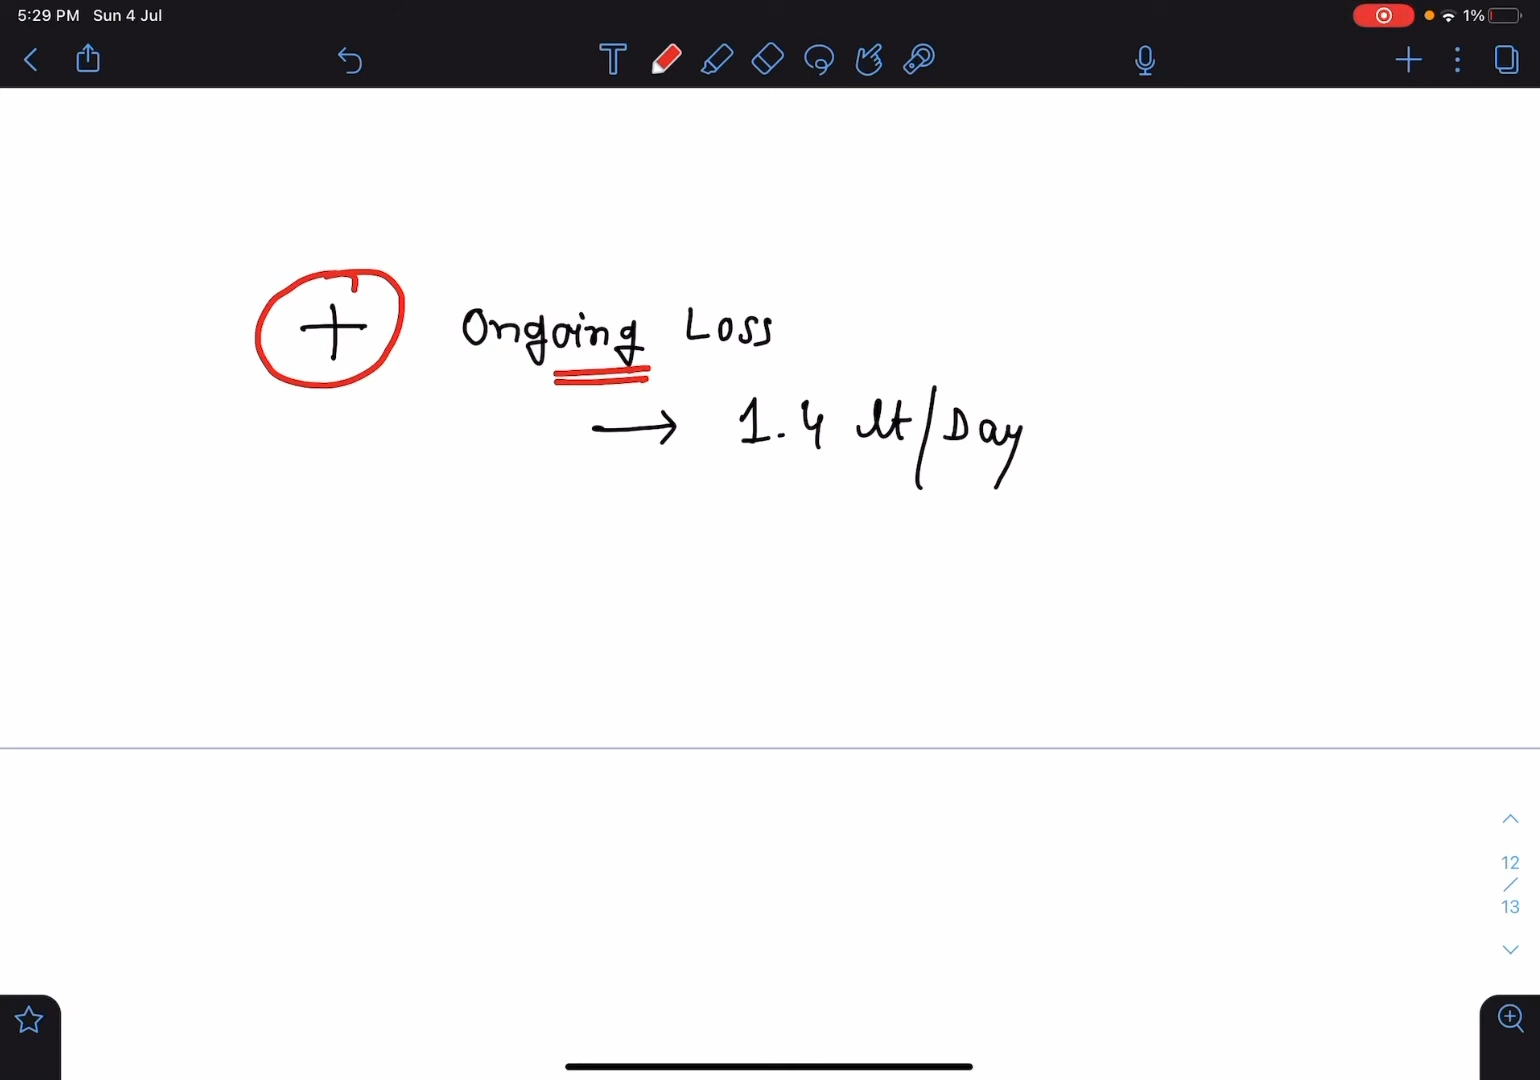 5:29 PM Sun 4 Jul 1%
+ Ongoing Loss
→ 1.4 lt/Day
12
/
13